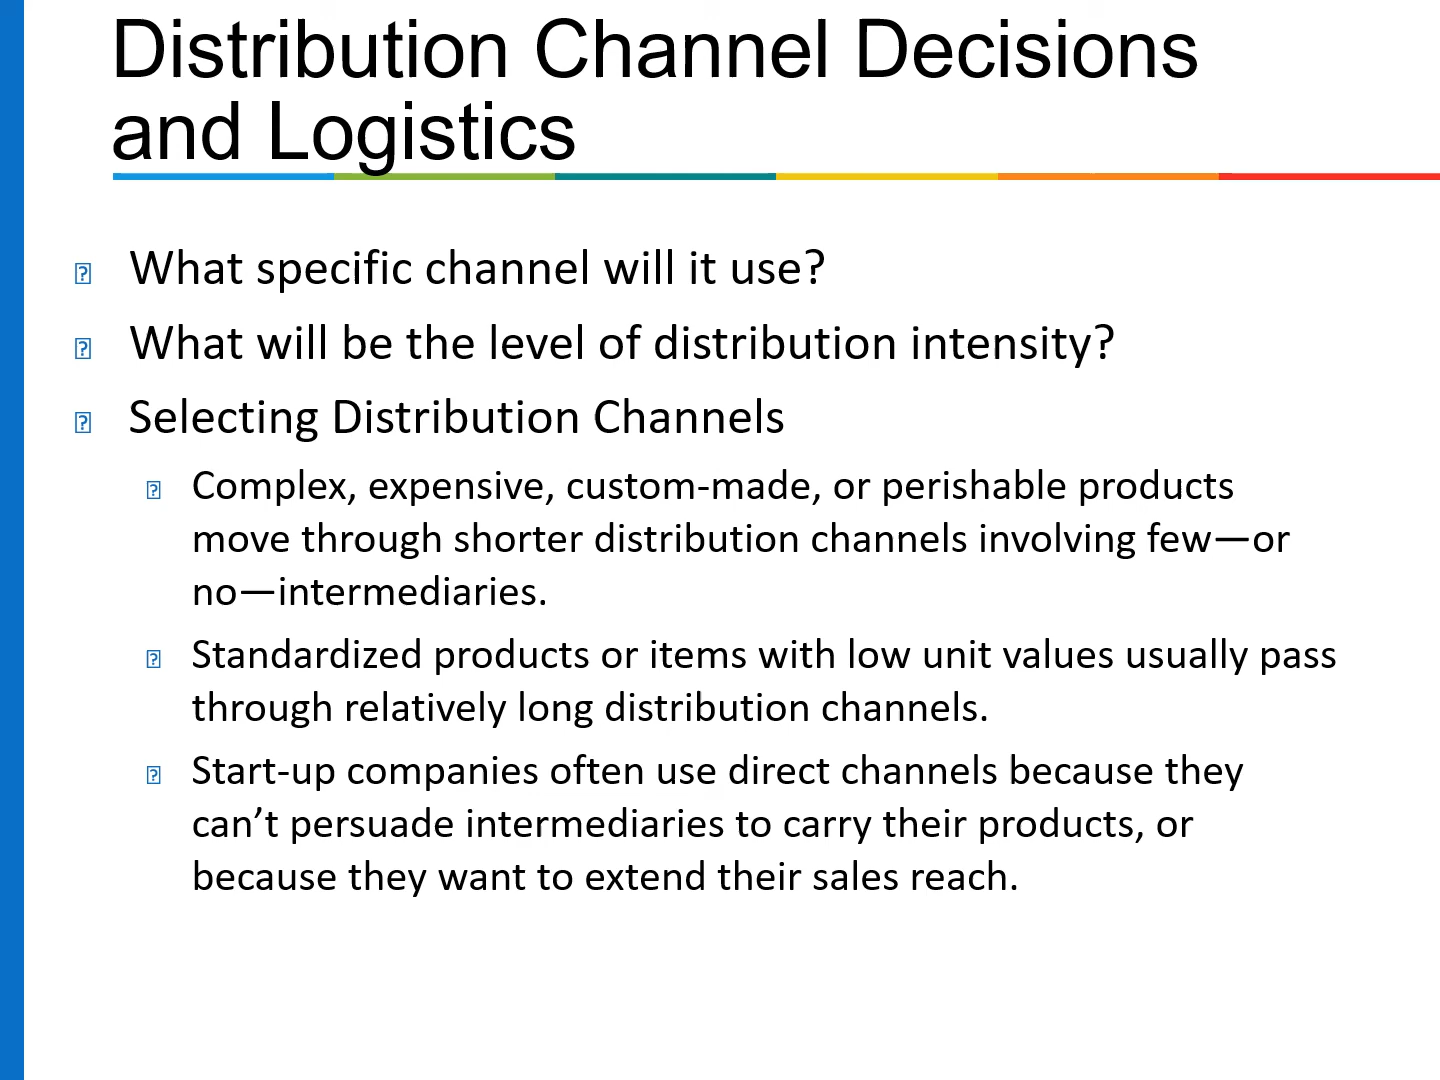 Distribution Channel Decisions
and Logistics
What specific channel will it use?
What will be the level of distribution intensity?
Selecting Distribution Channels
Complex, expensive, custom-made, or perishable products
move through shorter distribution channels involving few—or
no—intermediaries.
Standardized products or items with low unit values usually pass
through relatively long distribution channels.
Start-up companies often use direct channels because they
can’t persuade intermediaries to carry their products, or
because they want to extend their sales reach.